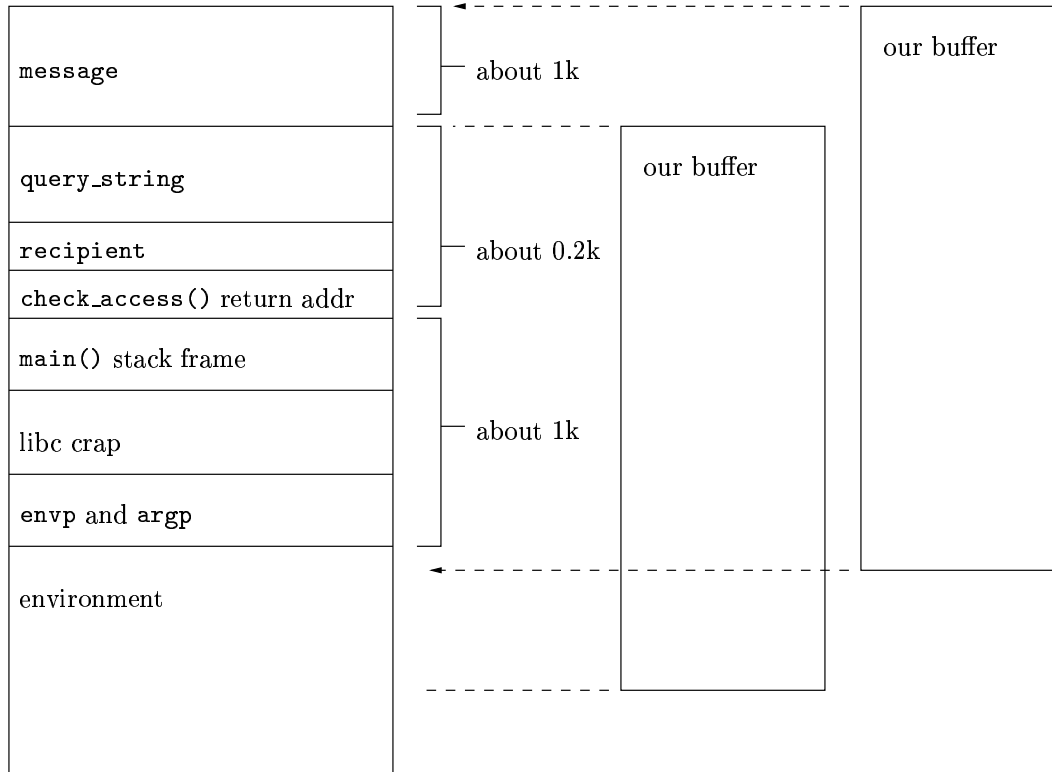 our buffer
message
about 1k
our buffer
query_string
recipient
about 0.2k
check_access() return addr
main() stack frame
about 1k
libc crap
envp and argp
environment